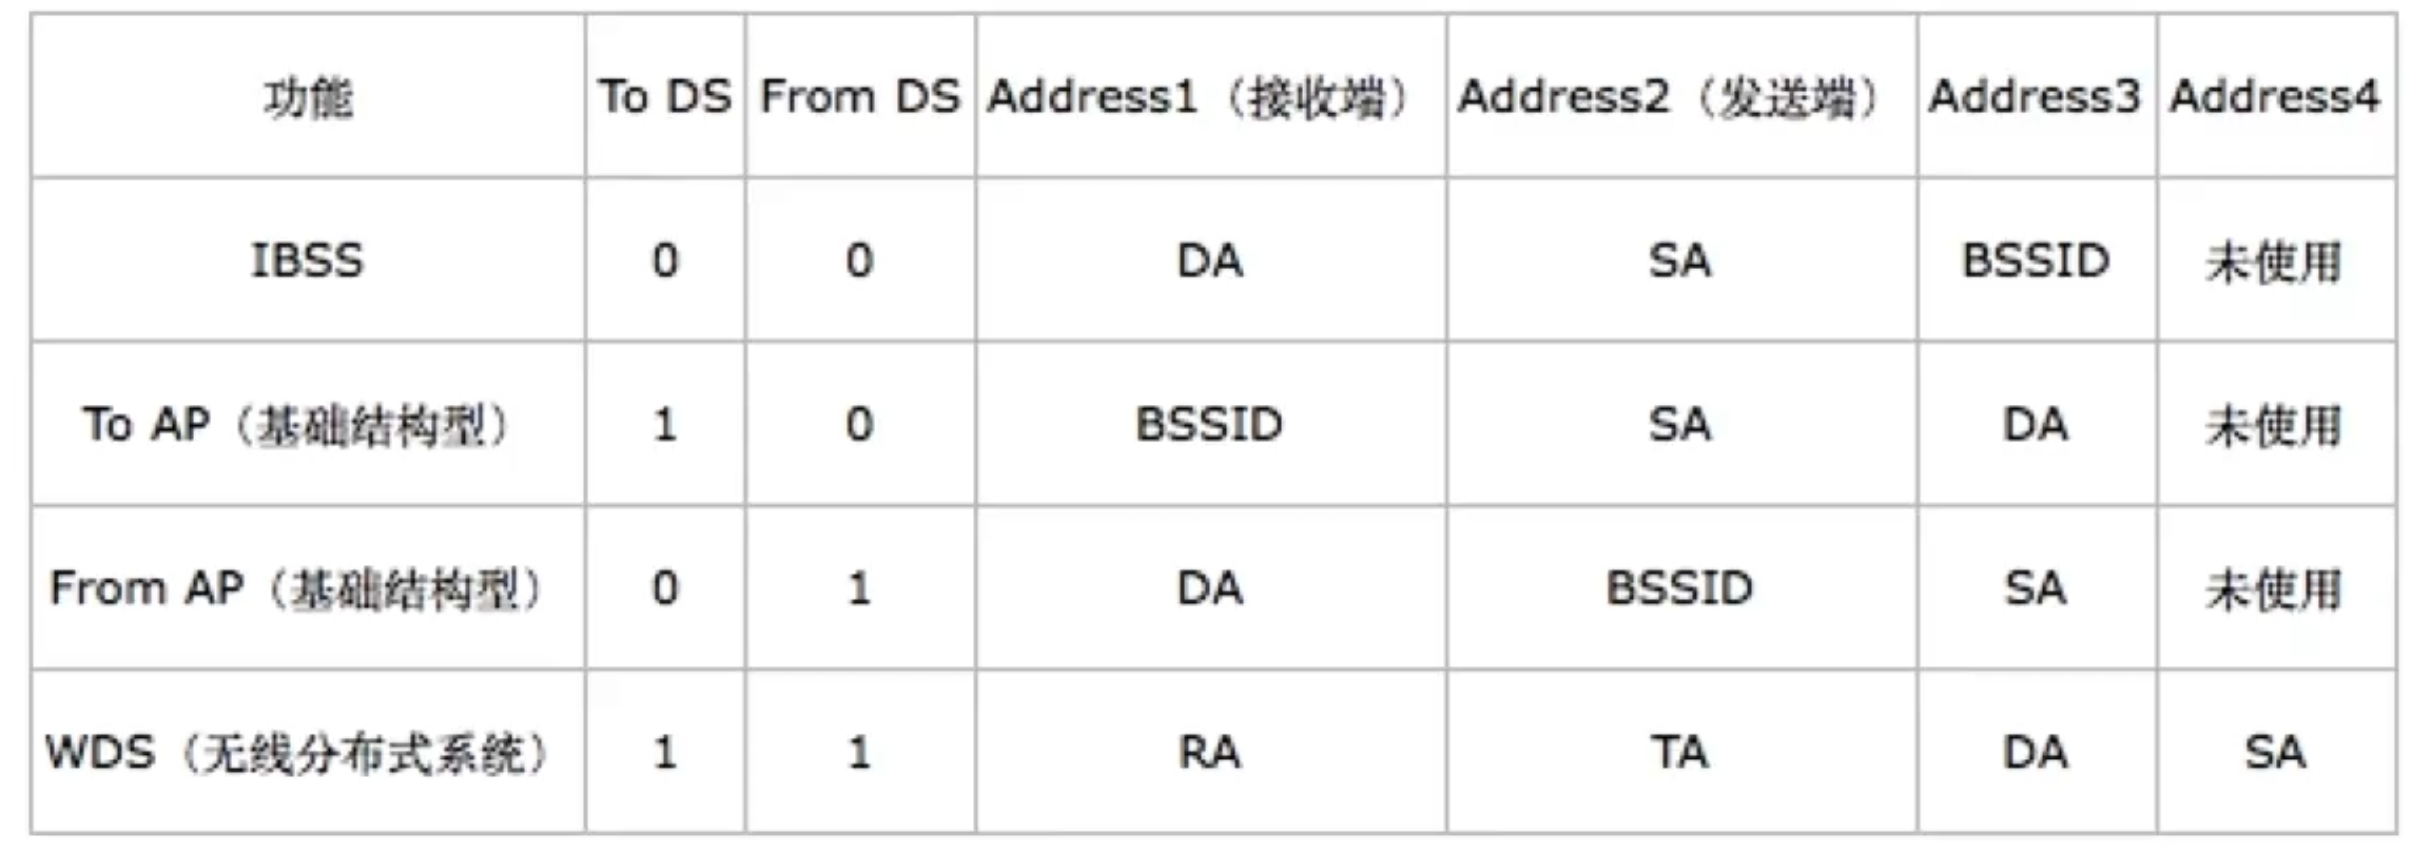 功能 To DS From DS Address1（接收端） Address2（发送端） Address3 Address4
IBSS 0 0 DA SA BSSID 未使用
To AP（基础结构型） 1 0 BSSID SA DA 未使用
From AP（基础结构型） 0 1 DA BSSID SA 未使用
WDS（无线分布式系统） 1 1 RA TA DA SA